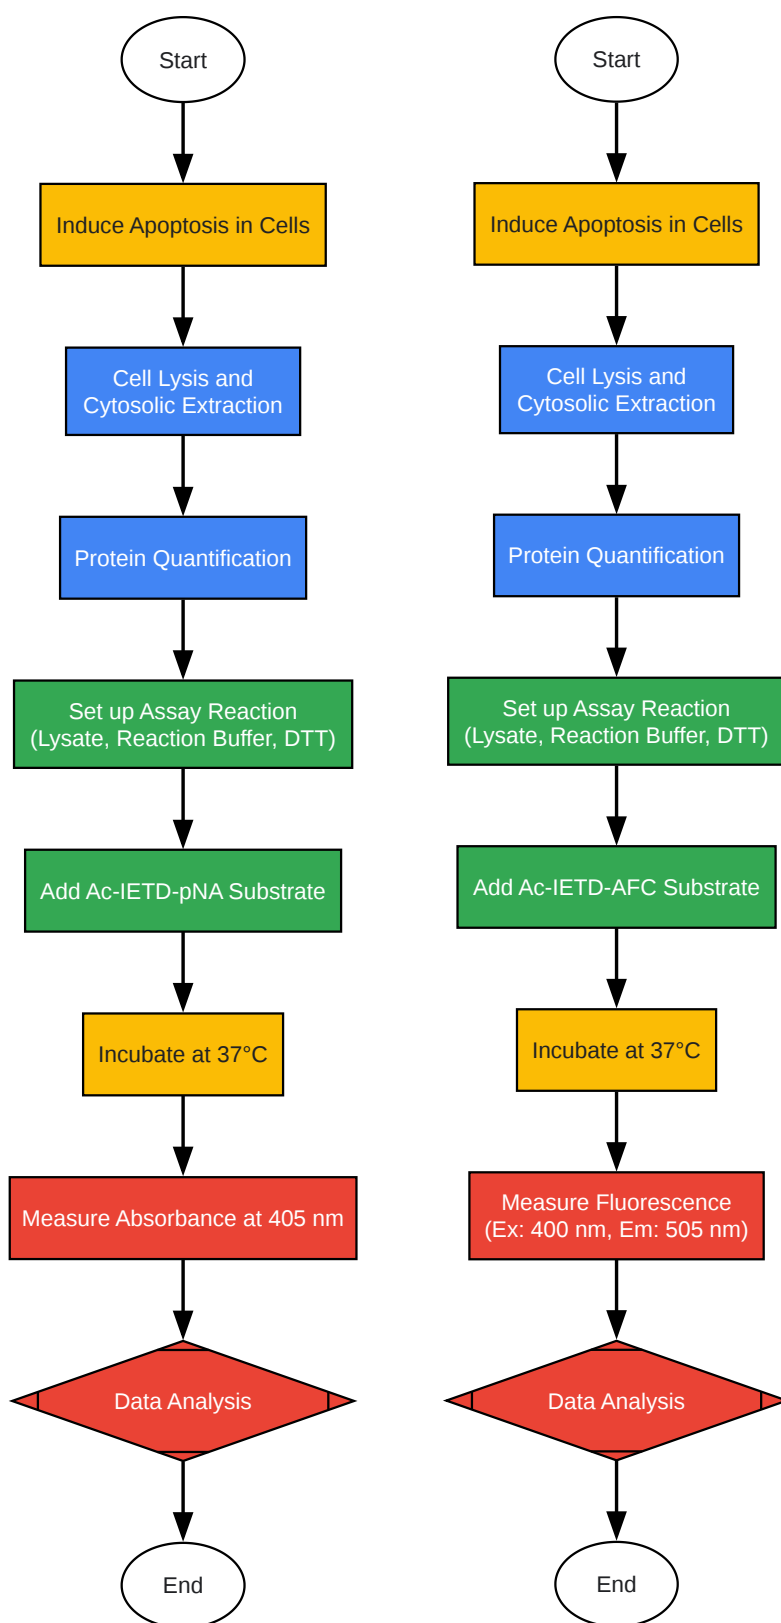 Start
Induce Apoptosis in Cells
Cell Lysis and
Cytosolic Extraction
Protein Quantification
Set up Assay Reaction
(Lysate, Reaction Buffer, DTT)
Add Ac-IETD-pNA Substrate
Incubate at 37°C
Measure Absorbance at 405 nm
Data Analysis
End
Start
Induce Apoptosis in Cells
Cell Lysis and
Cytosolic Extraction
Protein Quantification
Set up Assay Reaction
(Lysate, Reaction Buffer, DTT)
Add Ac-IETD-AFC Substrate
Incubate at 37°C
Measure Fluorescence
(Ex: 400 nm, Em: 505 nm)
Data Analysis
End